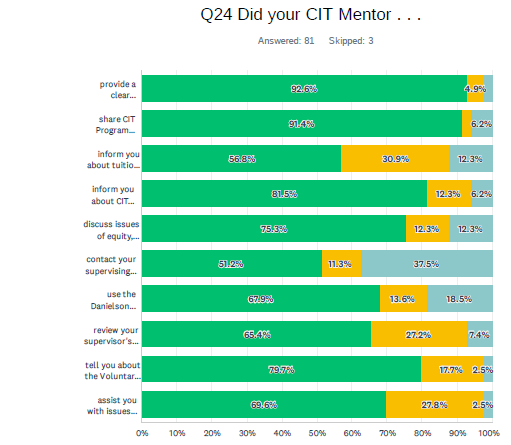 Q24 Did your CIT Mentor . . .
Answered: 81 Skipped: 3
provide a
clear...
92.6% 4.9%
share CIT
Program...
91.4% 6.2%
inform you
about tuitio...
56.8% 30.9% 12.3%
inform you
about CIT...
81.5% 12.3% 6.2%
discuss issues
of equity,...
75.3% 12.3% 12.3%
contact your
supervising...
51.2% 11.3% 37.5%
use the
Danielson...
67.9% 13.6% 18.5%
review your
supervisor's...
65.4% 27.2% 7.4%
tell you about
the Voluntar...
79.7% 17.7% 2.5%
assist you
with issues...
69.6% 27.8% 2.5%
0% 10% 20% 30% 40% 50% 60% 70% 80% 90% 100%